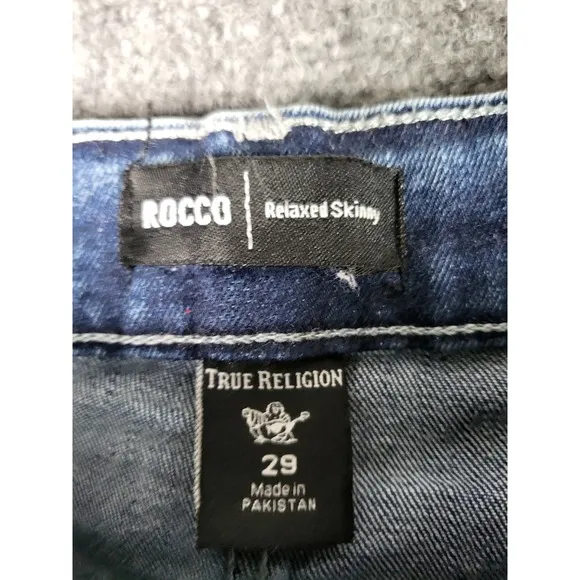 ROCCO | Relaxed Skinny
TRUE RELIGION
29
Made in
PAKISTAN